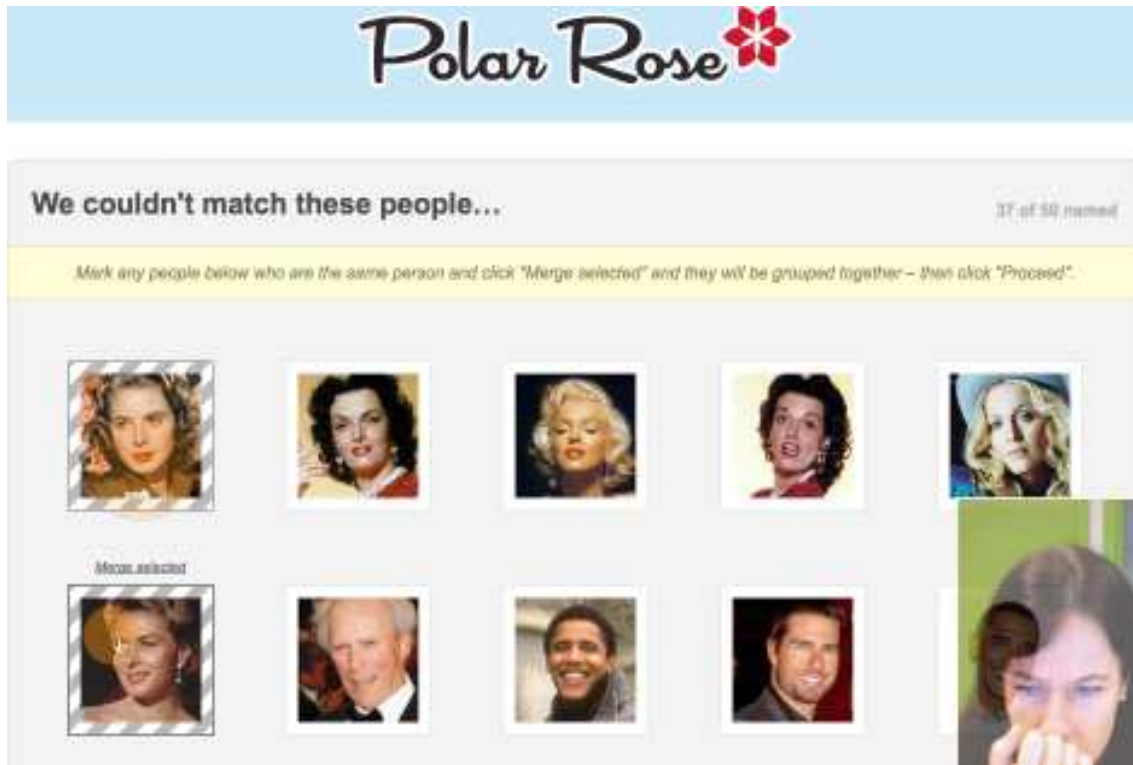 Polar Rose
We couldn't match these people...
37 of 50 named
Mark any people below who are the same person and click "Merge selected" and they will be grouped together – then click "Proceed".
Merge selected